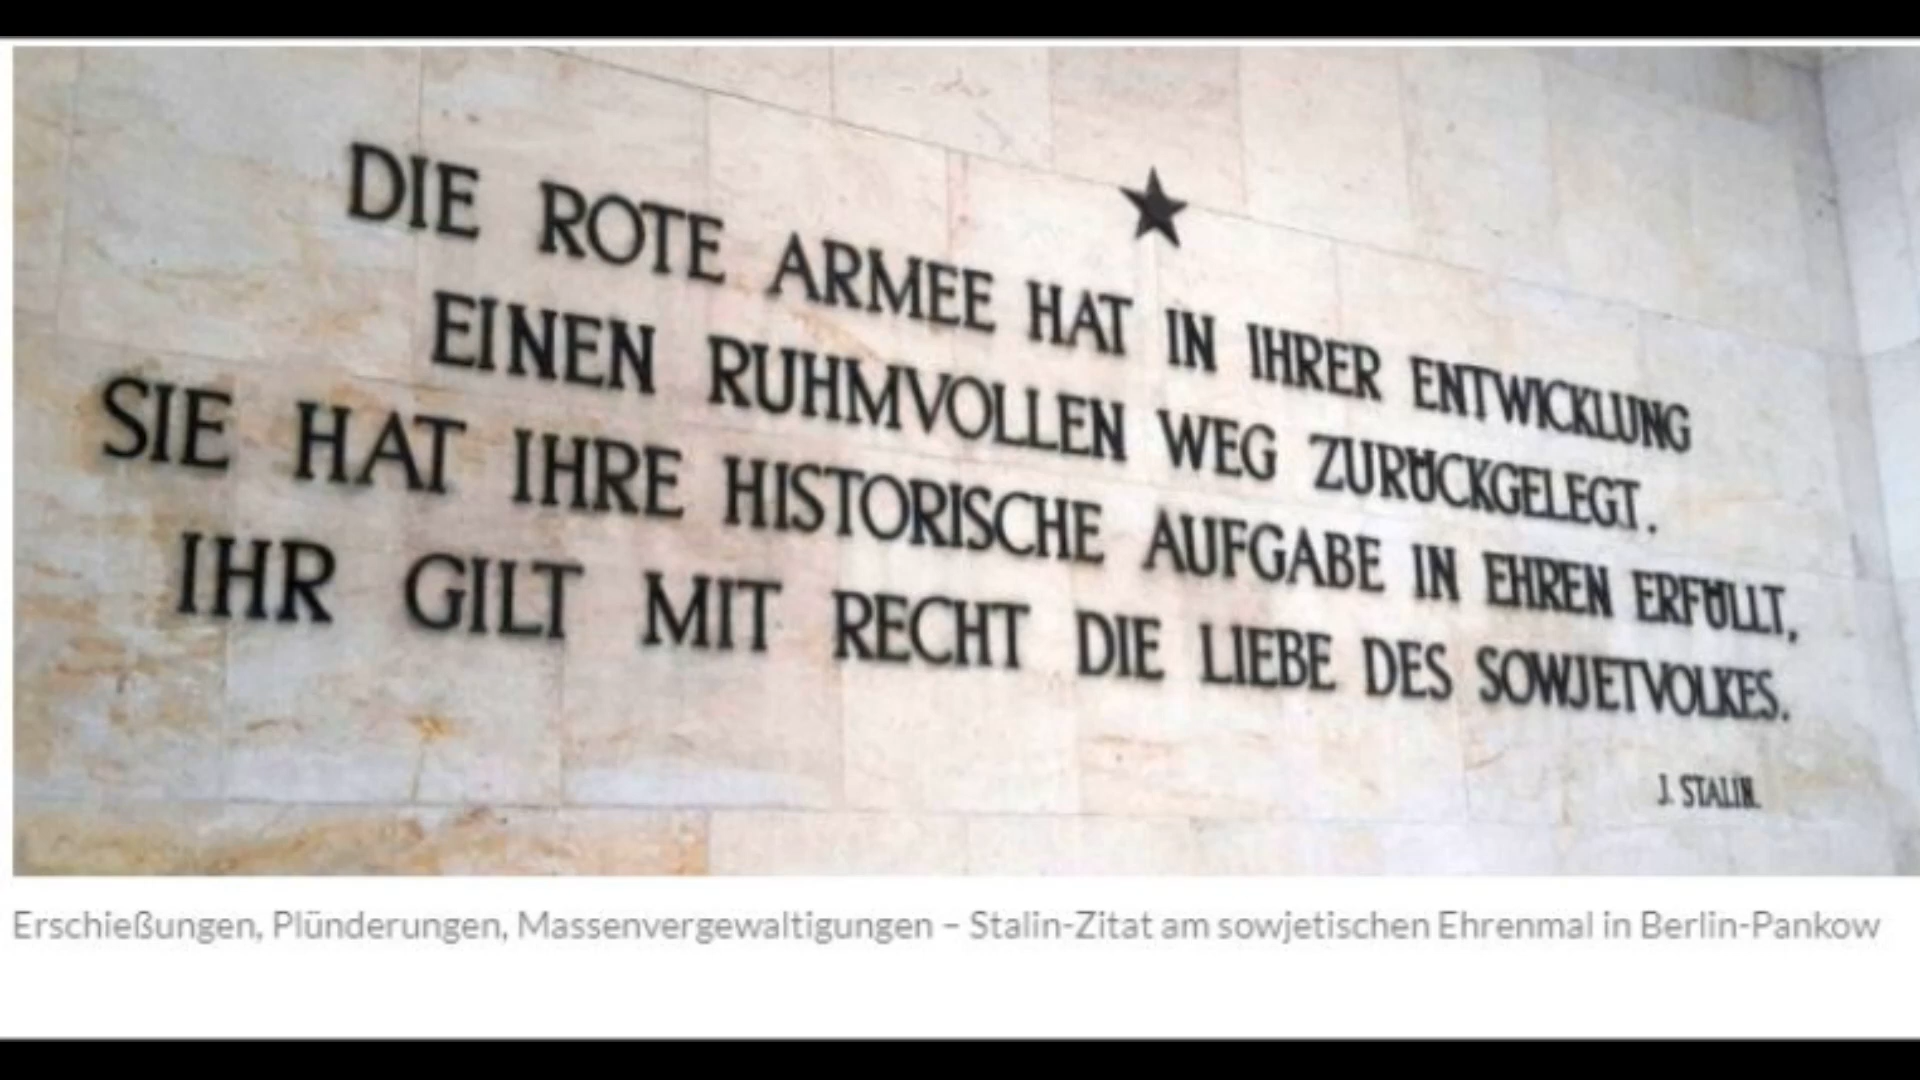 DIE ROTE ARMEE HAT IN IHRER ENTWICKLUNG
EINEN RUHMVOLLEN WEG ZURÜCKGELEGT.
SIE HAT IHRE HISTORISCHE AUFGABE IN EHREN ERFÜLLT,
IHR GILT MIT RECHT DIE LIEBE DES SOWJETVOLKES.
J. STALIN.
Erschießungen, Plünderungen, Massenvergewaltigungen – Stalin-Zitat am sowjetischen Ehrenmal in Berlin-Pankow